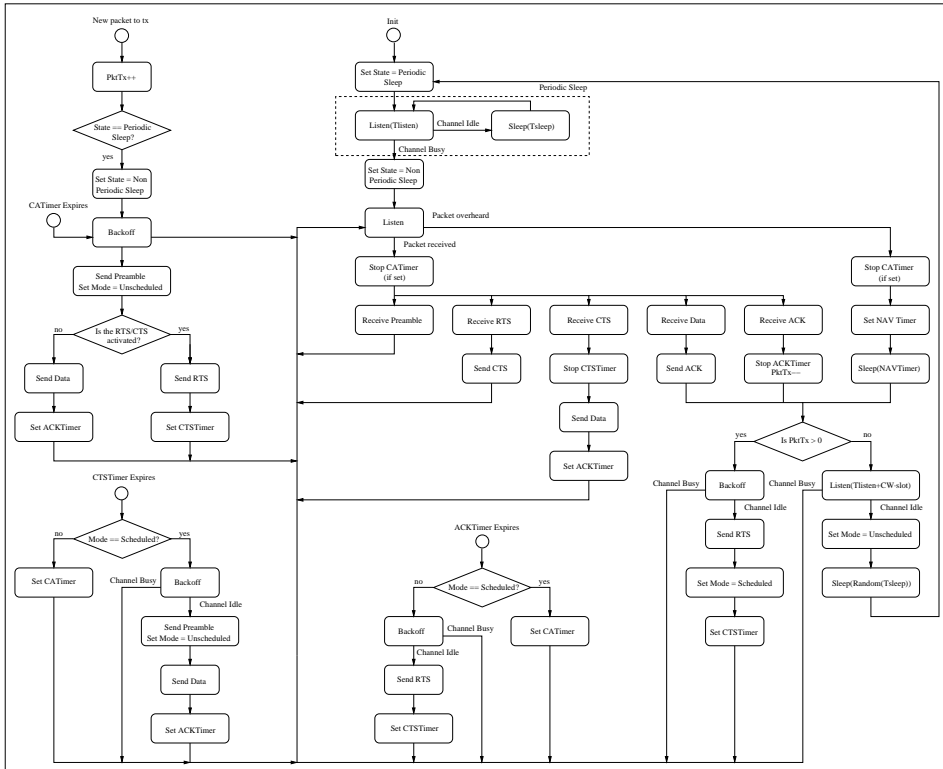 New packet to tx
PktTx++
State == Periodic
Sleep?
yes
Set State = Non
Periodic Sleep
CATimer Expires
Backoff
Send Preamble
Set Mode = Unscheduled
no
Is the RTS/CTS
activated?
yes
Send Data
Send RTS
Set ACKTimer
Set CTSTimer
CTSTimer Expires
no
Mode == Scheduled?
yes
Set CATimer
Channel Busy
Backoff
Channel Idle
Send Preamble
Set Mode = Unscheduled
Send Data
Set ACKTimer
Init
Set State = Periodic
Sleep
Periodic Sleep
Listen(Tlisten)
Channel Idle
Sleep(Tsleep)
Channel Busy
Set State = Non
Periodic Sleep
Listen
Packet overheard
Packet received
Stop CATimer
(if set)
Stop CATimer
(if set)
Receive Preamble
Receive RTS
Receive CTS
Receive Data
Receive ACK
Set NAV Timer
Send CTS
Stop CTSTimer
Send ACK
Stop ACKTimer
PktTx−−
Sleep(NAVTimer)
Send Data
Set ACKTimer
yes
Is PktTx > 0
no
Channel Busy
Backoff
Channel Busy
Listen(Tlisten+CW-slot)
Channel Idle
Channel Idle
Send RTS
Set Mode = Unscheduled
Set Mode = Scheduled
Sleep(Random(Tsleep))
Set CTSTimer
ACKTimer Expires
no
Mode == Scheduled?
yes
Backoff
Channel Busy
Set CATimer
Channel Idle
Send RTS
Set CTSTimer